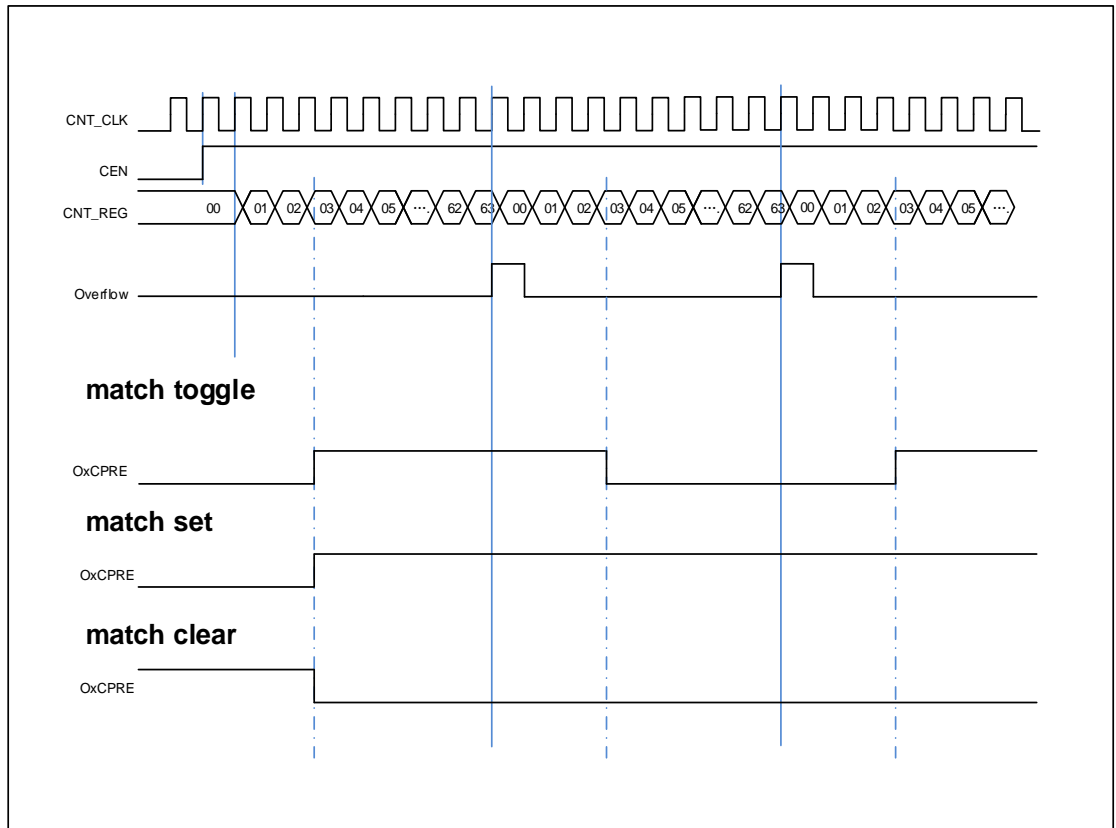 CNT_CLK
CEN
CNT_REG 00 01 02 03 04 05 ... 62 63 00 01 02 03 04 05 ... 62 63 00 01 02 03 04 05 ...
Overflow
match toggle
OxCPRE
match set
OxCPRE
match clear
OxCPRE